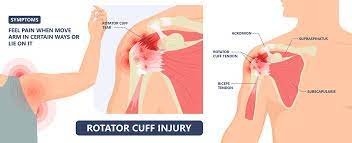 SYMPTOMS
FEEL PAIN WHEN MOVE
ARM IN CERTAIN WAYS OR
LIE ON IT
ROTATOR CUFF
TEAR
ROTATOR CUFF INJURY
ACROMION
SUPRASPHATUS
ROTATOR
CUFF TENDON
BICEPS
TENDON
SUBSCAPULARIS